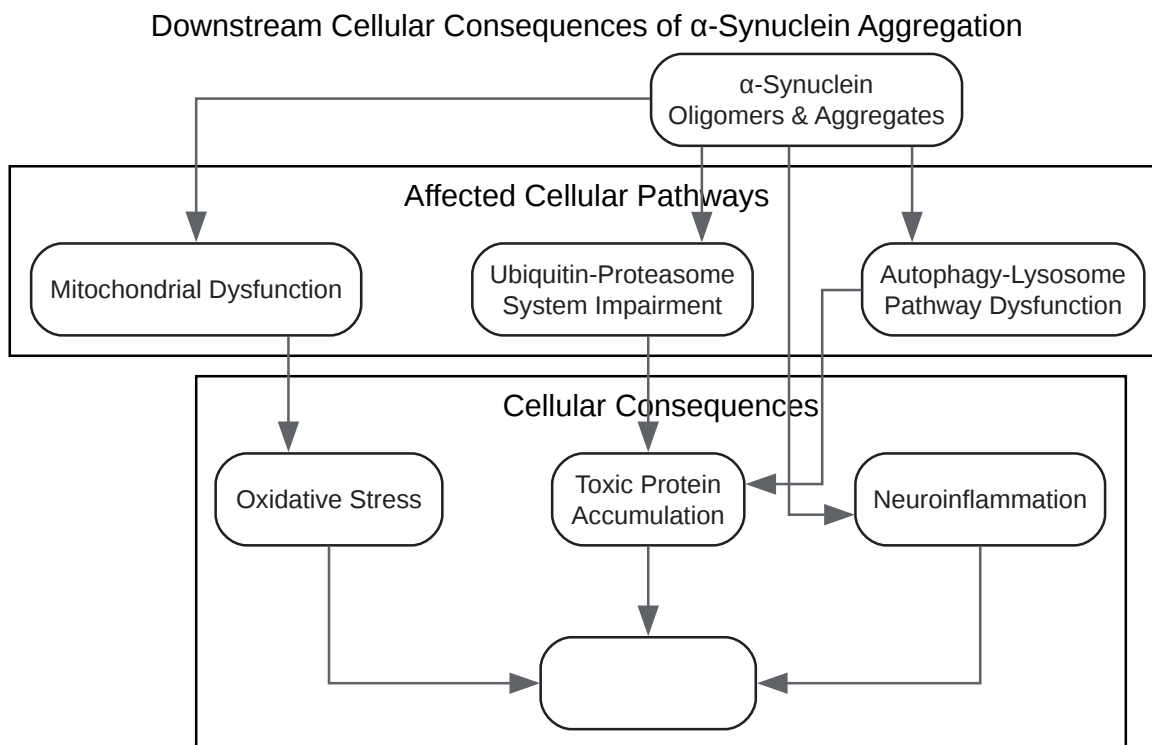 Downstream Cellular Consequences of α-Synuclein Aggregation
α-Synuclein
Oligomers & Aggregates
Affected Cellular Pathways
Mitochondrial Dysfunction
Ubiquitin-Proteasome
System Impairment
Autophagy-Lysosome
Pathway Dysfunction
Cellular Consequences
Oxidative Stress
Toxic Protein
Accumulation
Neuroinflammation